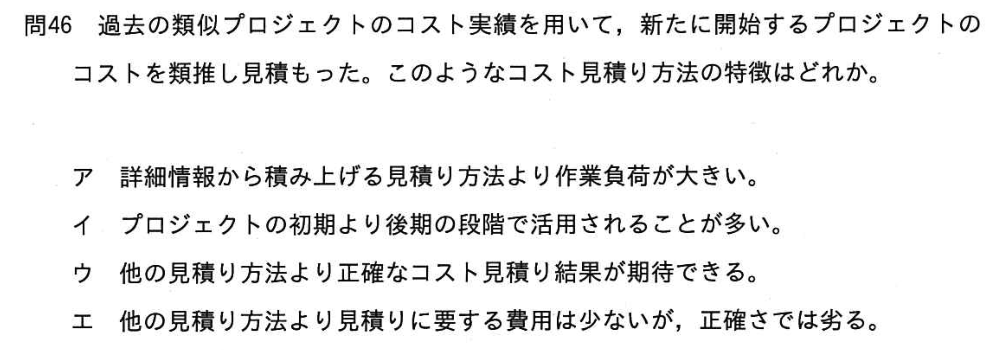 問46　過去の類似プロジェクトのコスト実績を用いて，新たに開始するプロジェクトの
コストを類推し見積もった。このようなコスト見積り方法の特徴はどれか。
ア　詳細情報から積み上げる見積り方法より作業負荷が大きい。
イ　プロジェクトの初期より後期の段階で活用されることが多い。
ウ　他の見積り方法より正確なコスト見積り結果が期待できる。
エ　他の見積り方法より見積りに要する費用は少ないが，正確さでは劣る。